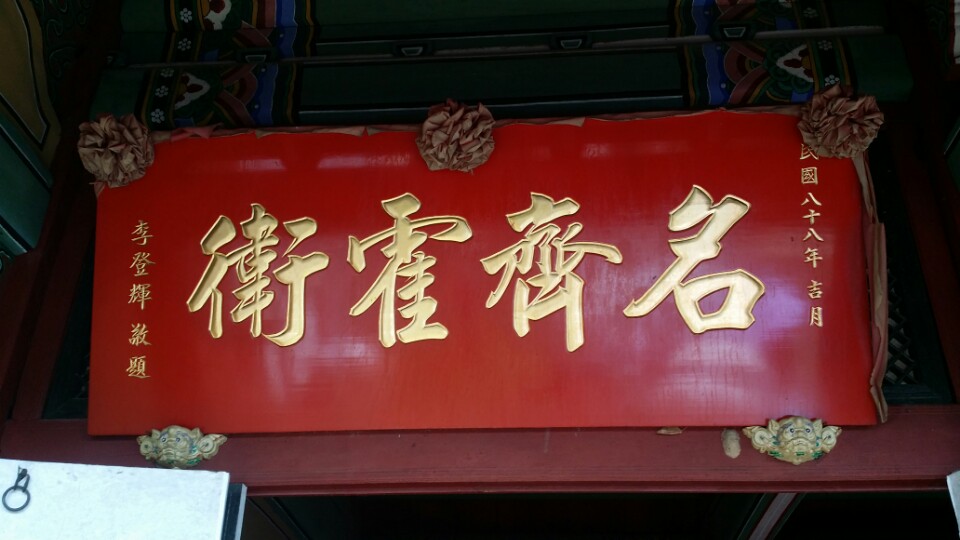 民國八十八年吉月
名齊霍衛
李登輝敬題